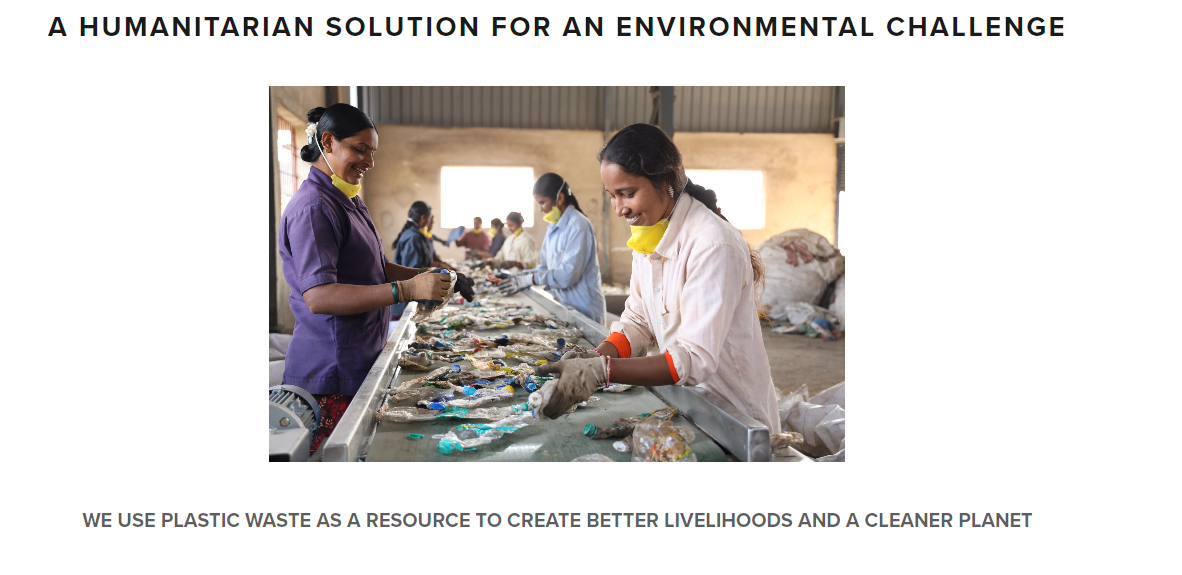 A HUMANITARIAN SOLUTION FOR AN ENVIRONMENTAL CHALLENGE
WE USE PLASTIC WASTE AS A RESOURCE TO CREATE BETTER LIVELIHOODS AND A CLEANER PLANET